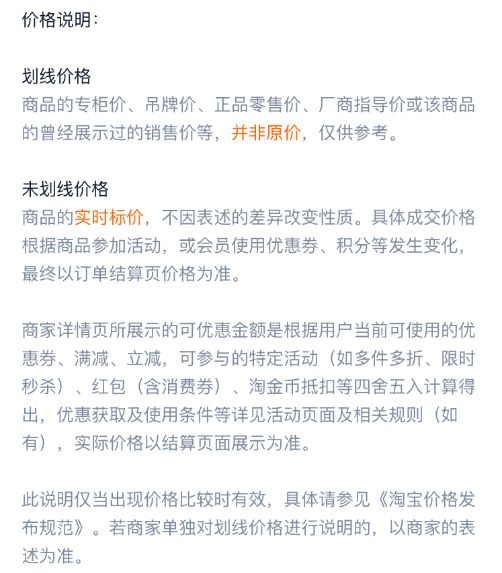 价格说明：
划线价格
商品的专柜价、吊牌价、正品零售价、厂商指导价或该商品
的曾经展示过的销售价等，并非原价，仅供参考。
未划线价格
商品的实时标价，不因表述的差异改变性质。具体成交价格
根据商品参加活动，或会员使用优惠券、积分等发生变化，
最终以订单结算页价格为准。
商家详情页所展示的可优惠金额是根据用户当前可使用的优
惠券、满减、立减，可参与的特定活动（如多件多折、限时
秒杀）、红包（含消费券）、淘金币抵扣等四舍五入计算得
出，优惠获取及使用条件等详见活动页面及相关规则（如
有），实际价格以结算页面展示为准。
此说明仅当出现价格比较时有效，具体请参见《淘宝价格发
布规范》。若商家单独对划线价格进行说明的，以商家的表
述为准。